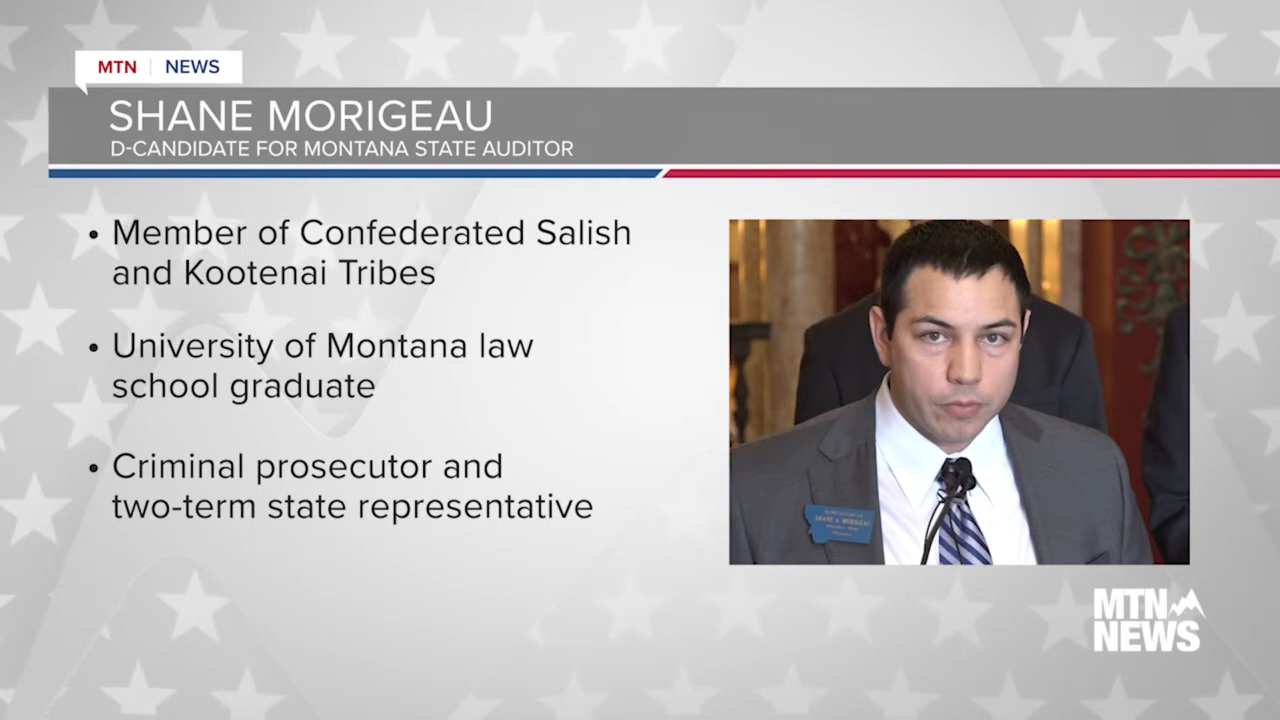 MTN | NEWS
SHANE MORIGEAU
D-CANDIDATE FOR MONTANA STATE AUDITOR
• Member of Confederated Salish
and Kootenai Tribes
• University of Montana law
school graduate
• Criminal prosecutor and
two-term state representative
SHANE A. MORIGEAU
MTN
NEWS